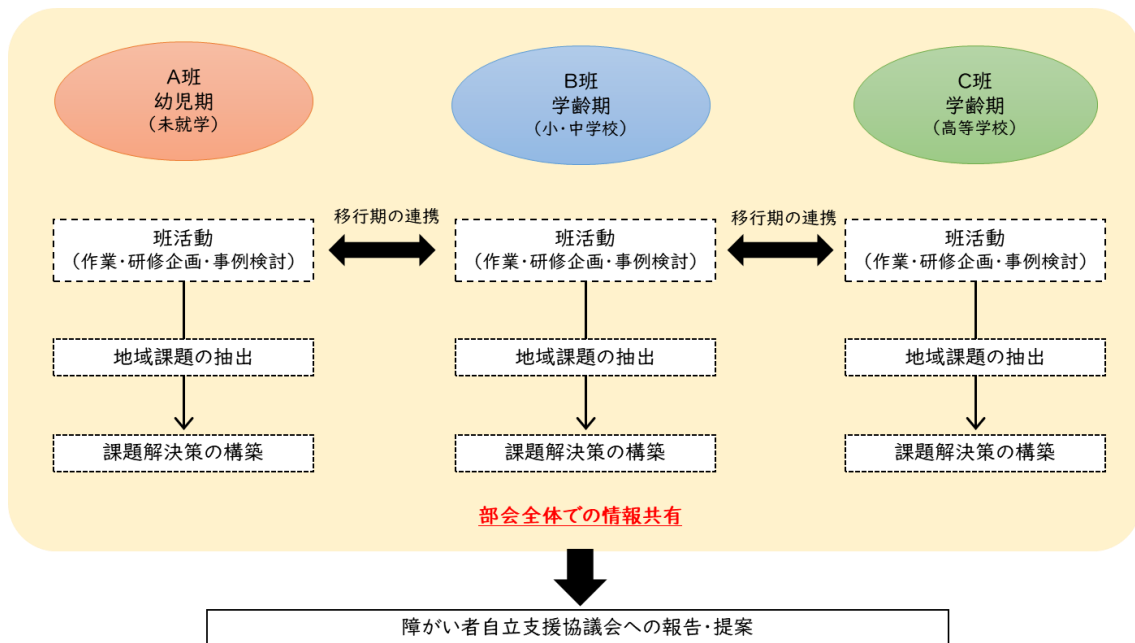 A班
幼児期
（未就学）
B班
学齢期
（小・中学校）
C班
学齢期
（高等学校）
移行期の連携
移行期の連携
班活動
（作業・研修企画・事例検討）
班活動
（作業・研修企画・事例検討）
班活動
（作業・研修企画・事例検討）
地域課題の抽出
地域課題の抽出
地域課題の抽出
課題解決策の構築
課題解決策の構築
課題解決策の構築
部会全体での情報共有
障がい者自立支援協議会への報告・提案